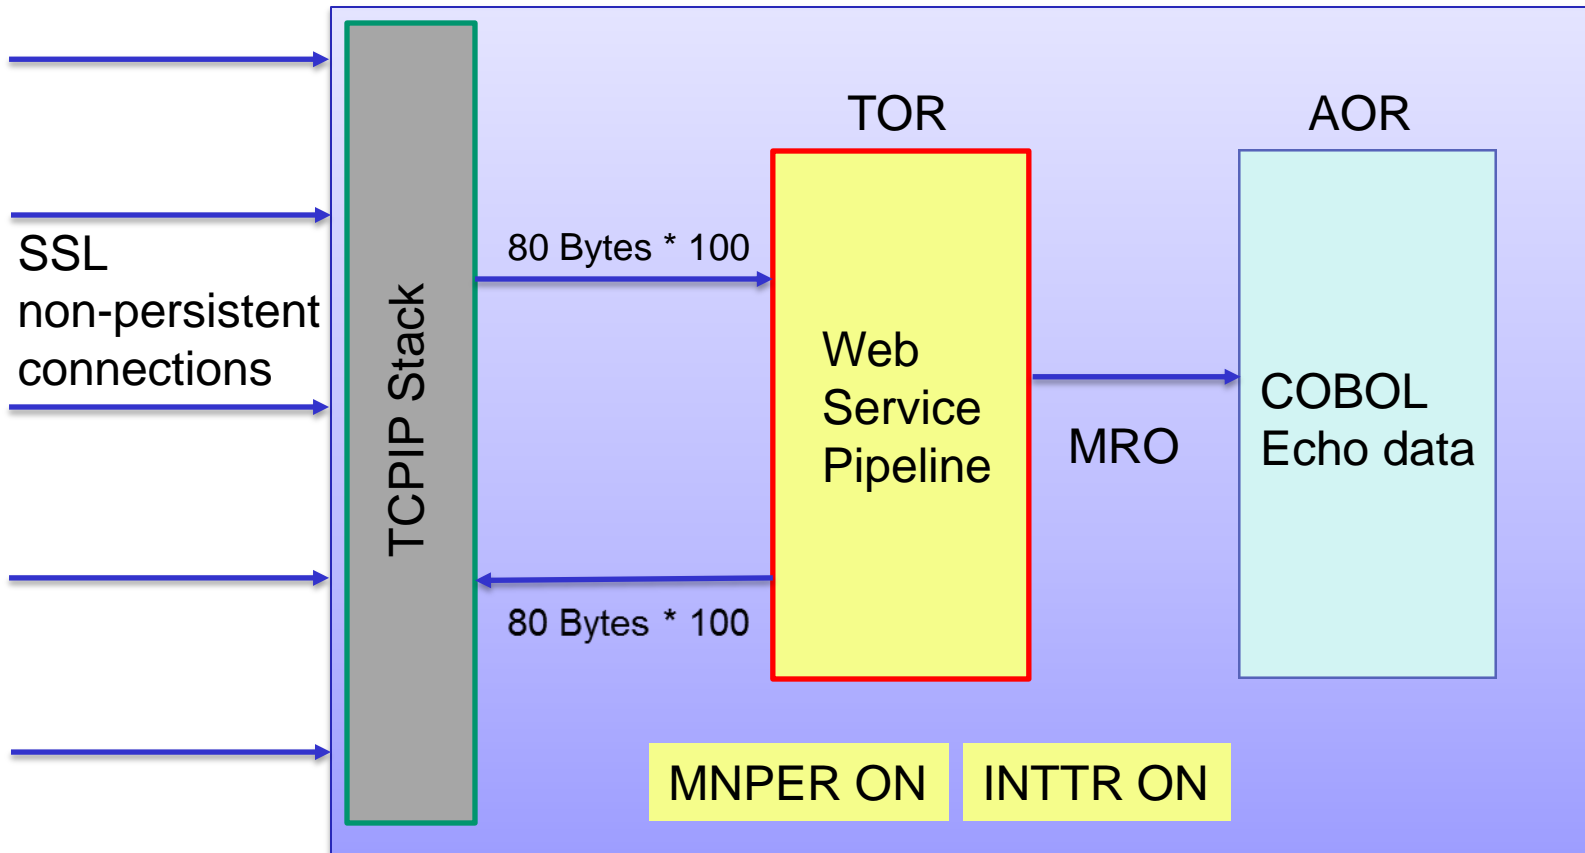 TOR
AOR
SSL
non-persistent
connections
TCPIP Stack
80 Bytes * 100
Web
Service
Pipeline
MRO
COBOL
Echo data
80 Bytes * 100
MNPER ON
INTTR ON